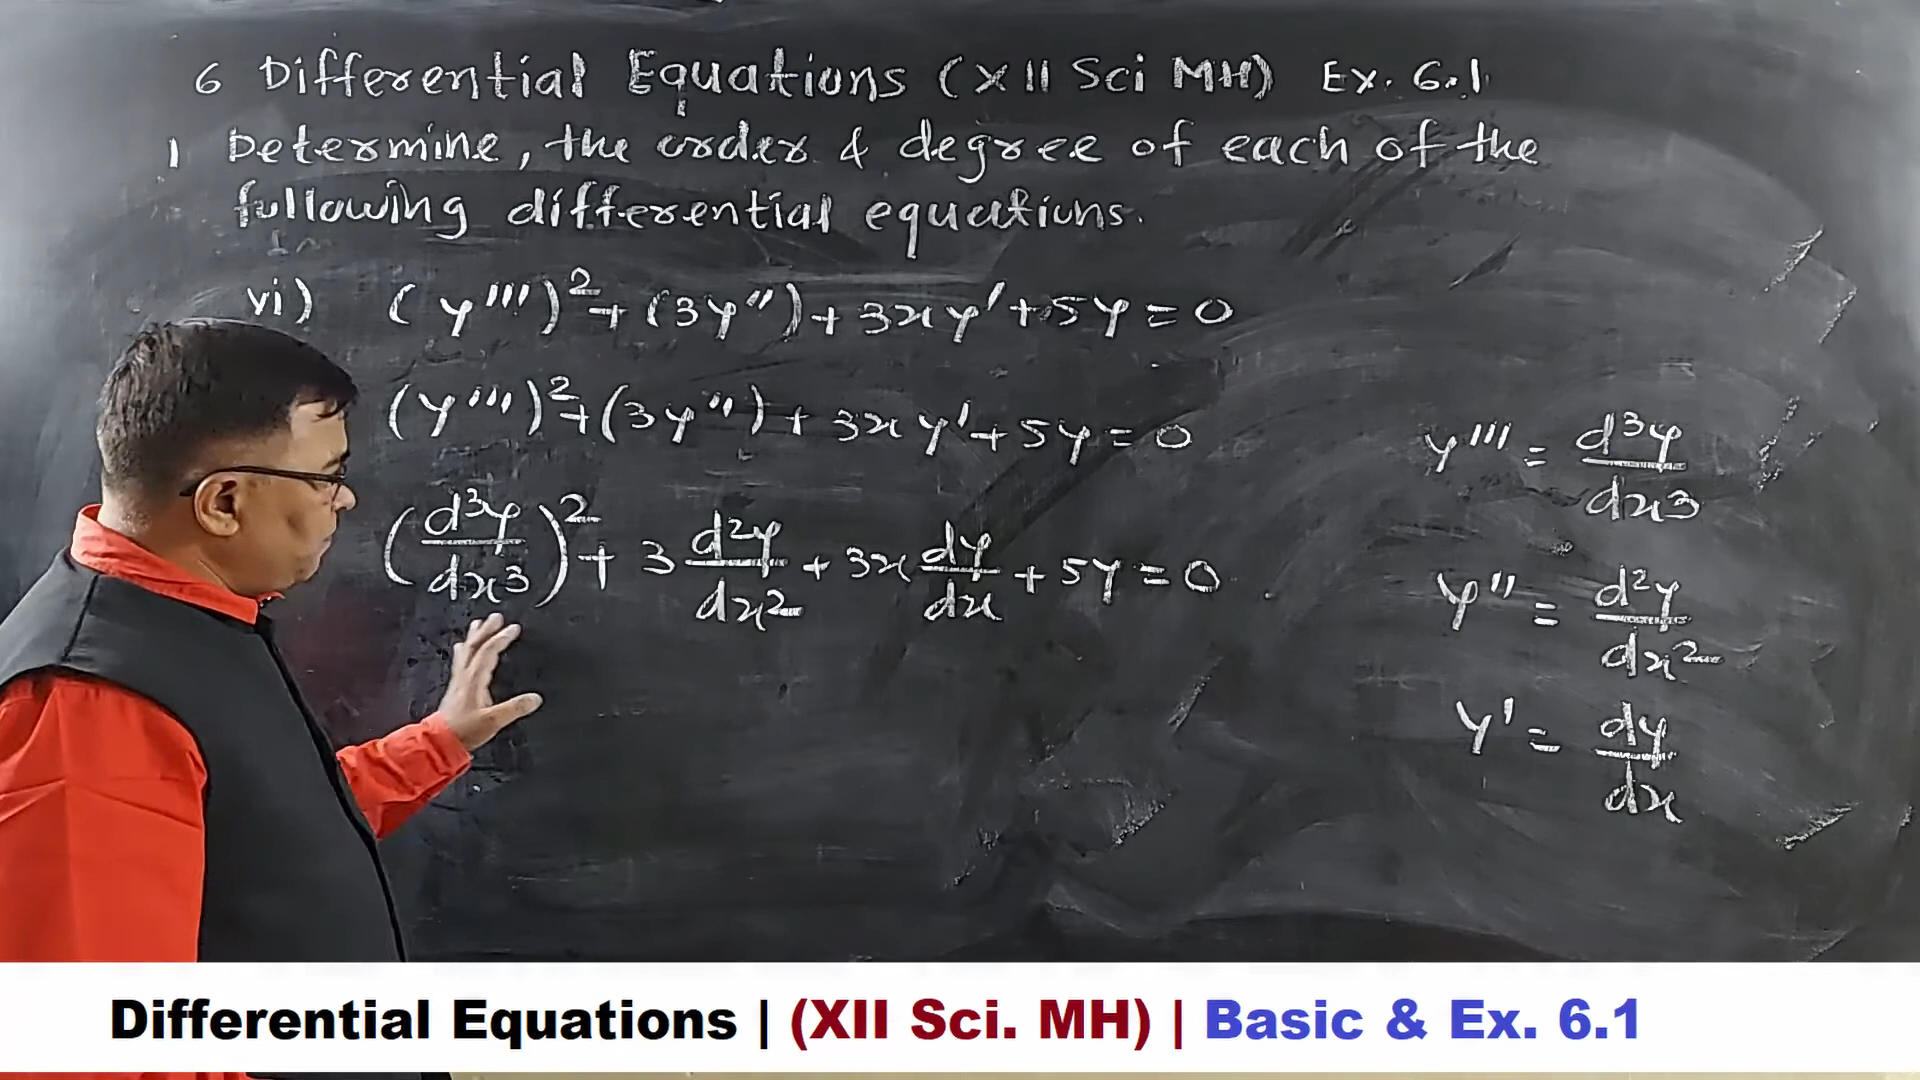 6 Differential Equations (XII Sci MH) Ex. 6.1
1 Determine, the order & degree of each of the
following differential equations.
vi) (y''')² + (3y'') + 3xy' + 5y = 0
(y''')² + (3y'') + 3xy' + 5y = 0
(d³y/dx³)² + 3 d²y/dx² + 3x dy/dx + 5y = 0
y''' = d³y/dx³
y'' = d²y/dx²
y' = dy/dx
Differential Equations | (XII Sci. MH) | Basic & Ex. 6.1